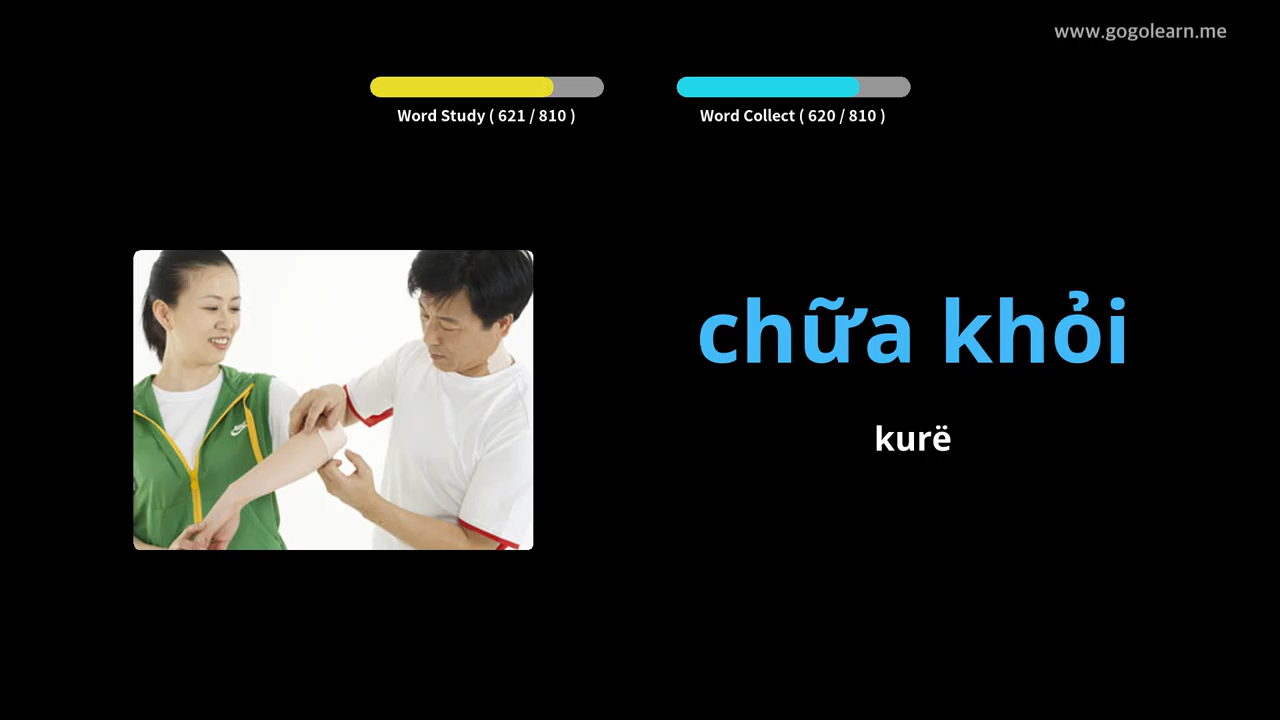 www.gogolearn.me
Word Study ( 621 / 810 )
Word Collect ( 620 / 810 )
chữa khỏi
kurë